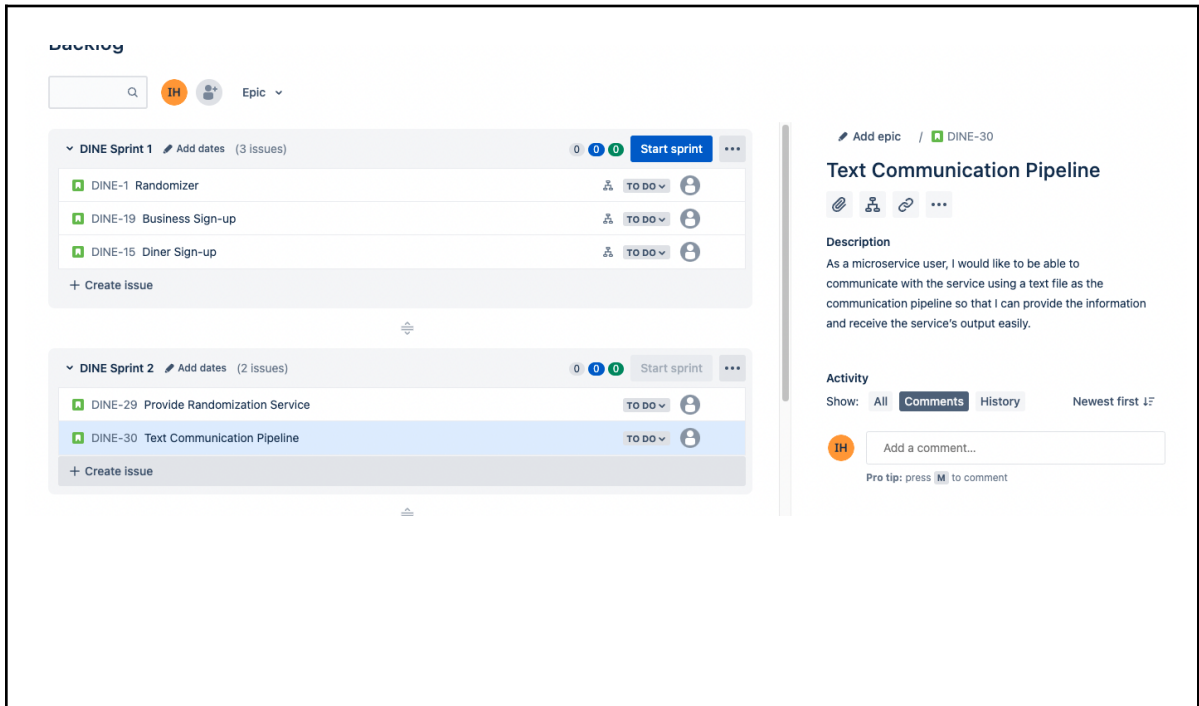 Backlog
IH Epic
DINE Sprint 1 Add dates (3 issues) 0 0 0 Start sprint
DINE-1 Randomizer TO DO
DINE-19 Business Sign-up TO DO
DINE-15 Diner Sign-up TO DO
+ Create issue
DINE Sprint 2 Add dates (2 issues) 0 0 0 Start sprint
DINE-29 Provide Randomization Service TO DO
DINE-30 Text Communication Pipeline TO DO
+ Create issue
Add epic / DINE-30
Text Communication Pipeline
Description
As a microservice user, I would like to be able to
communicate with the service using a text file as the
communication pipeline so that I can provide the information
and receive the service’s output easily.
Activity
Show: All Comments History Newest first
IH Add a comment...
Pro tip: press M to comment